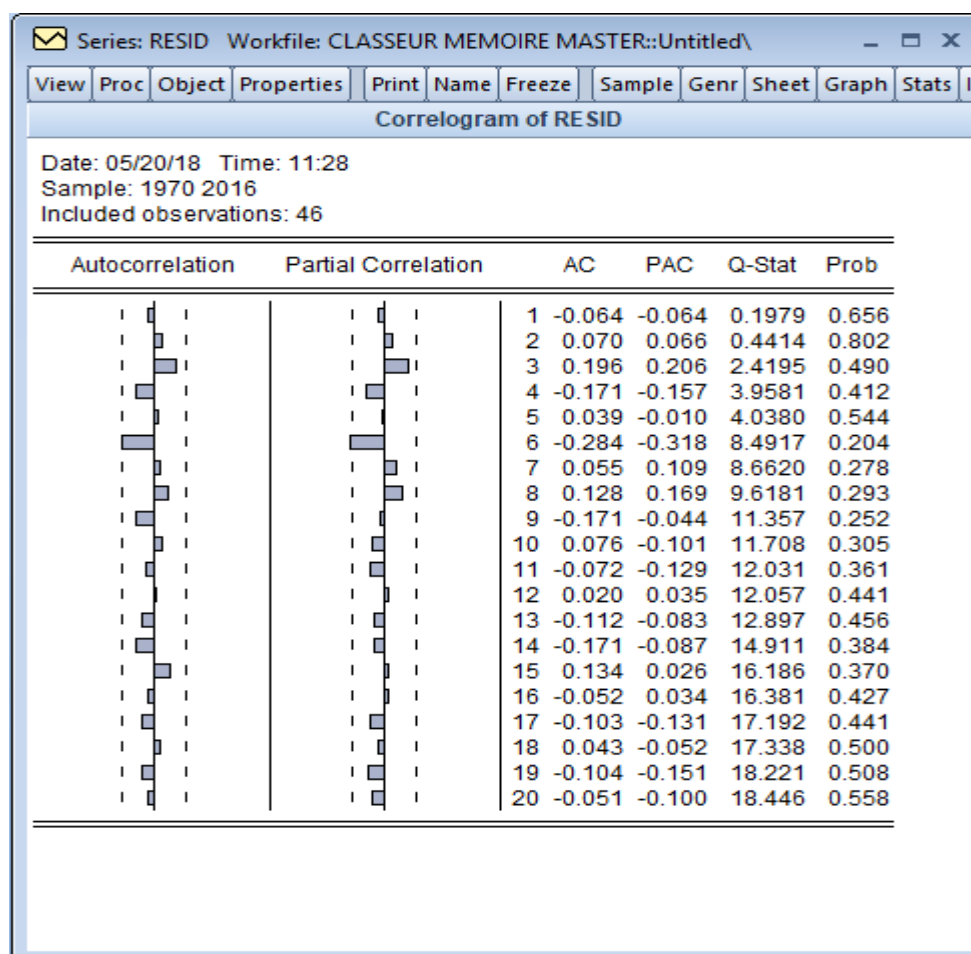 Series: RESID Workfile: CLASSEUR MEMOIRE MASTER::Untitled\
View Proc Object Properties Print Name Freeze Sample Genr Sheet Graph Stats
Correlogram of RESID
Date: 05/20/18 Time: 11:28
Sample: 1970 2016
Included observations: 46
Autocorrelation Partial Correlation AC PAC Q-Stat Prob
1 -0.064 -0.064 0.1979 0.656
2 0.070 0.066 0.4414 0.802
3 0.196 0.206 2.4195 0.490
4 -0.171 -0.157 3.9581 0.412
5 0.039 -0.010 4.0380 0.544
6 -0.284 -0.318 8.4917 0.204
7 0.055 0.109 8.6620 0.278
8 0.128 0.169 9.6181 0.293
9 -0.171 -0.044 11.357 0.252
10 0.076 -0.101 11.708 0.305
11 -0.072 -0.129 12.031 0.361
12 0.020 0.035 12.057 0.441
13 -0.112 -0.083 12.897 0.456
14 -0.171 -0.087 14.911 0.384
15 0.134 0.026 16.186 0.370
16 -0.052 0.034 16.381 0.427
17 -0.103 -0.131 17.192 0.441
18 0.043 -0.052 17.338 0.500
19 -0.104 -0.151 18.221 0.508
20 -0.051 -0.100 18.446 0.558